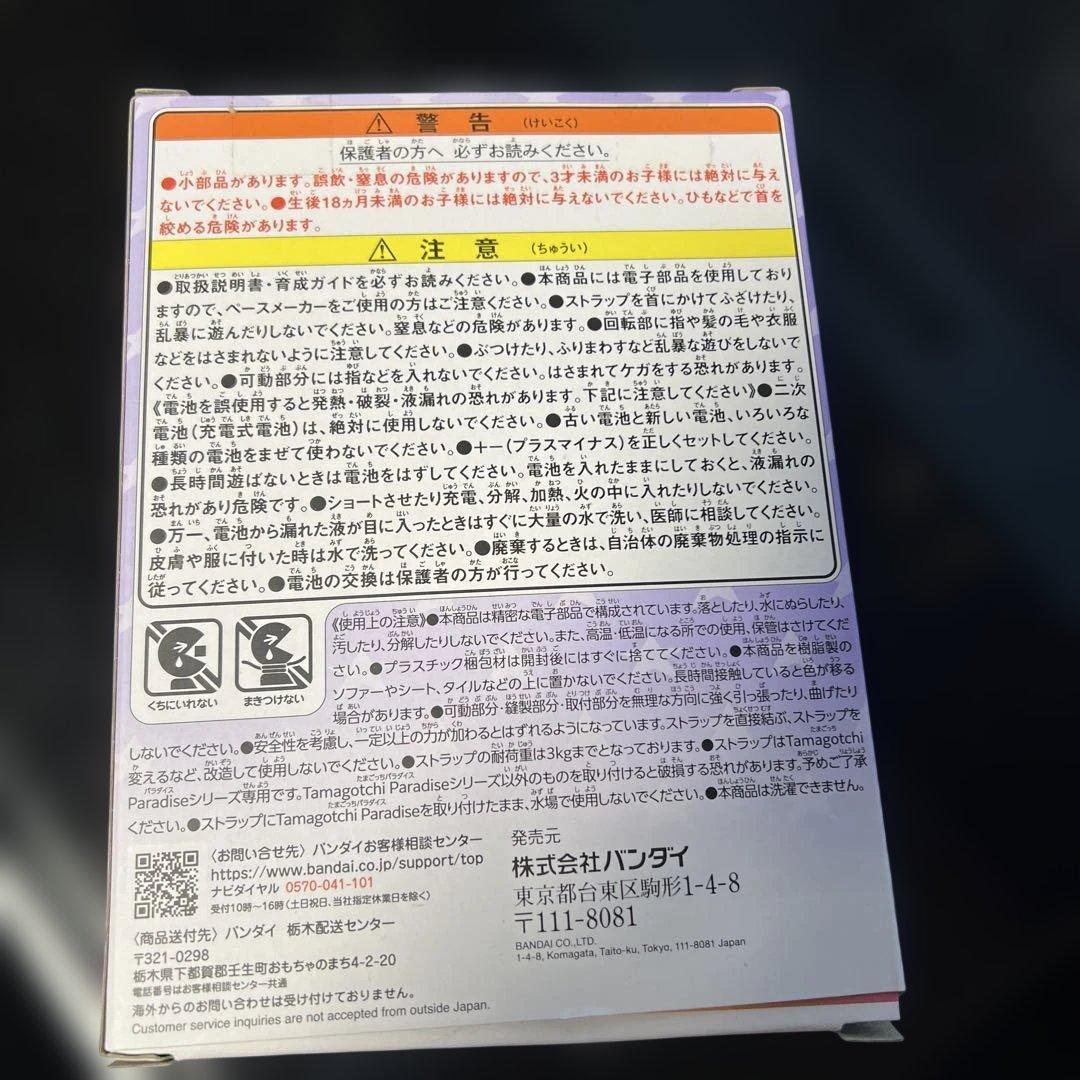 ⚠ 警告 (けいこく)
保護者の方へ 必ずお読みください。
●小部品があります。誤飲・窒息の危険がありますので、3才未満のお子様には絶対に与え
ないでください。●生後18ヵ月未満のお子様には絶対に与えないでください。ひもなどで首を
絞める危険があります。
⚠ 注意 (ちゅうい)
●取扱説明書・育成ガイドを必ずお読みください。●本商品には電子部品を使用しており
ますので、ペースメーカーをご使用の方はご注意ください。●ストラップを首にかけてふざけたり、
乱暴に遊んだりしないでください。窒息などの危険があります。●回転部に指や髪の毛や衣服
などをはさまれないように注意してください。●ぶつけたり、ふりまわすなど乱暴な遊びをしないで
ください。●可動部分には指などを入れないでください。はさまれてケガをする恐れがあります。
《電池を誤使用すると発熱・破裂・液漏れの恐れがあります。下記に注意してください》●二次
電池(充電式電池)は、絶対に使用しないでください。●古い電池と新しい電池、いろいろな
種類の電池をまぜて使わないでください。●+-(プラスマイナス)を正しくセットしてください。
●長時間遊ばないときは電池をはずしてください。電池を入れたままにしておくと、液漏れの
恐れがあり危険です。●ショートさせたり充電、分解、加熱、火の中に入れたりしないでください。
●万一、電池から漏れた液が目に入ったときはすぐに大量の水で洗い、医師に相談してください。
皮膚や服に付いた時は水で洗ってください。●廃棄するときは、自治体の廃棄物処理の指示に
従ってください。●電池の交換は保護者の方が行ってください。
くちにいれない
まきつけない
《使用上の注意》●本商品は精密な電子部品で構成されています。落としたり、水にぬらしたり、
汚したり、分解したりしないでください。また、高温・低温になる所での使用、保管はさけてくだ
さい。●プラスチック梱包材は開封後にはすぐに捨ててください。●本商品を樹脂製の
ソファーやシート、タイルなどの上に置かないでください。長時間接触していると色が移る
場合があります。●可動部分・縫製部分・取付部分を無理な方向に強く引っ張ったり、曲げたり
しないでください。●安全性を考慮し、一定以上の力が加わるとはずれるようになっています。ストラップを直接結ぶ、ストラップを
変えるなど、改造して使用しないでください。●ストラップの耐荷重は3kgまでとなっております。●ストラップはTamagotchi
Paradiseシリーズ専用です。Tamagotchi Paradiseシリーズ以外のものを取り付けると破損する恐れがあります。予めご了承
ください。●ストラップにTamagotchi Paradiseを取り付けたまま、水場で使用しないでください。●本商品は洗濯できません。
〈お問い合せ先〉バンダイお客様相談センター
https://www.bandai.co.jp/support/top
ナビダイヤル 0570-041-101
受付10時〜16時(土日祝日、当社指定休業日を除く)
〈商品送付先〉バンダイ 栃木配送センター
〒321-0298
栃木県下都賀郡壬生町おもちゃのまち4-2-20
電話番号はお客様相談センター共通
海外からのお問い合わせは受け付けておりません。
Customer service inquiries are not accepted from outside Japan.
発売元
株式会社バンダイ
東京都台東区駒形1-4-8
〒111-8081
BANDAI CO.,LTD.
1-4-8, Komagata, Taito-ku, Tokyo, 111-8081 Japan